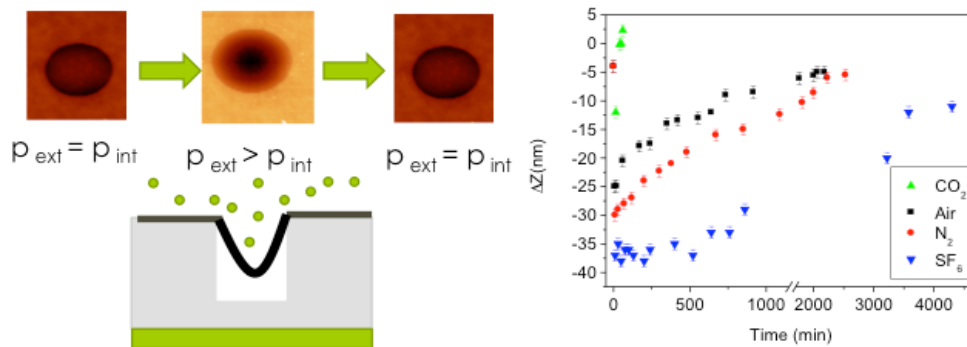 p ext = p int
p ext > p int
p ext = p int
5
0
-5
-10
-15
-20
-25
-30
-35
-40
ΔZ(nm)
0
500
1000
2000
3000
4000
Time (min)
CO2
Air
N2
SF6